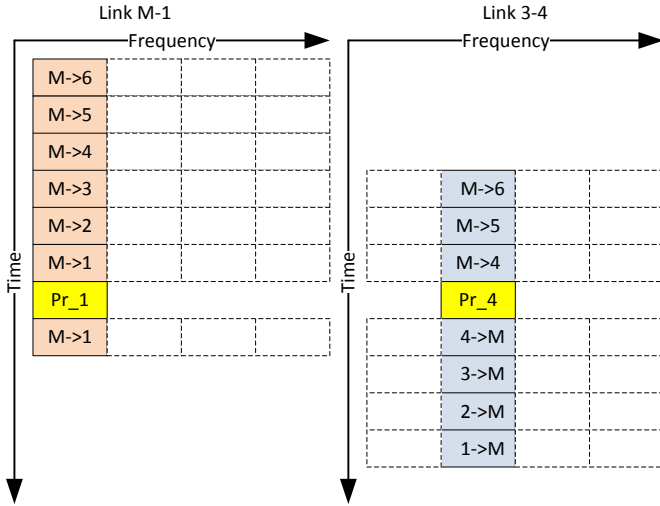 Link M-1
Frequency
Time
M->6
M->5
M->4
M->3
M->2
M->1
Pr_1
M->1
Link 3-4
Frequency
Time
M->6
M->5
M->4
Pr_4
4->M
3->M
2->M
1->M